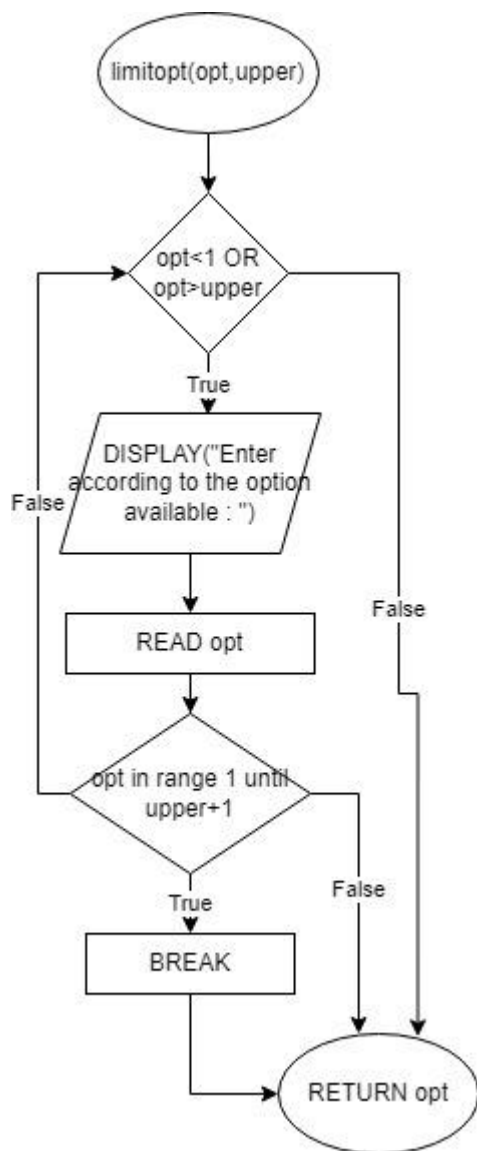 limitopt(opt,upper)
opt<1 OR
opt>upper
True
DISPLAY("Enter
according to the option
available : ")
False
False
READ opt
opt in range 1 until
upper+1
True
False
BREAK
RETURN opt